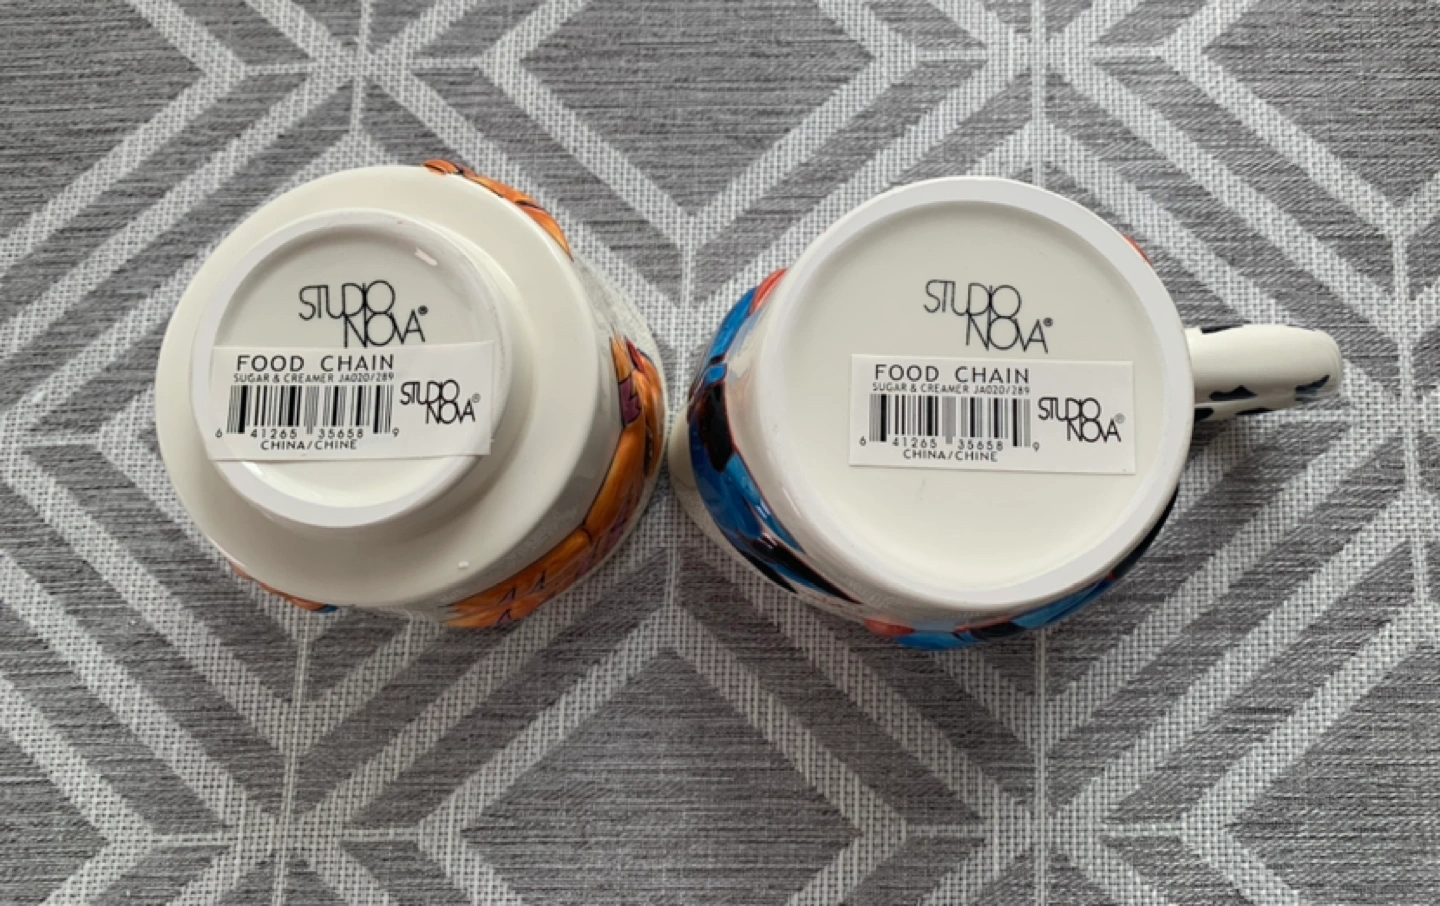 STUDIO
NOVA®
FOOD CHAIN
SUGAR & CREAMER JA020/289
STUDIO
NOVA®
6 41265 35658 9
CHINA/CHINE
STUDIO
NOVA®
FOOD CHAIN
SUGAR & CREAMER JA020/289
STUDIO
NOVA®
6 41265 35658 9
CHINA/CHINE